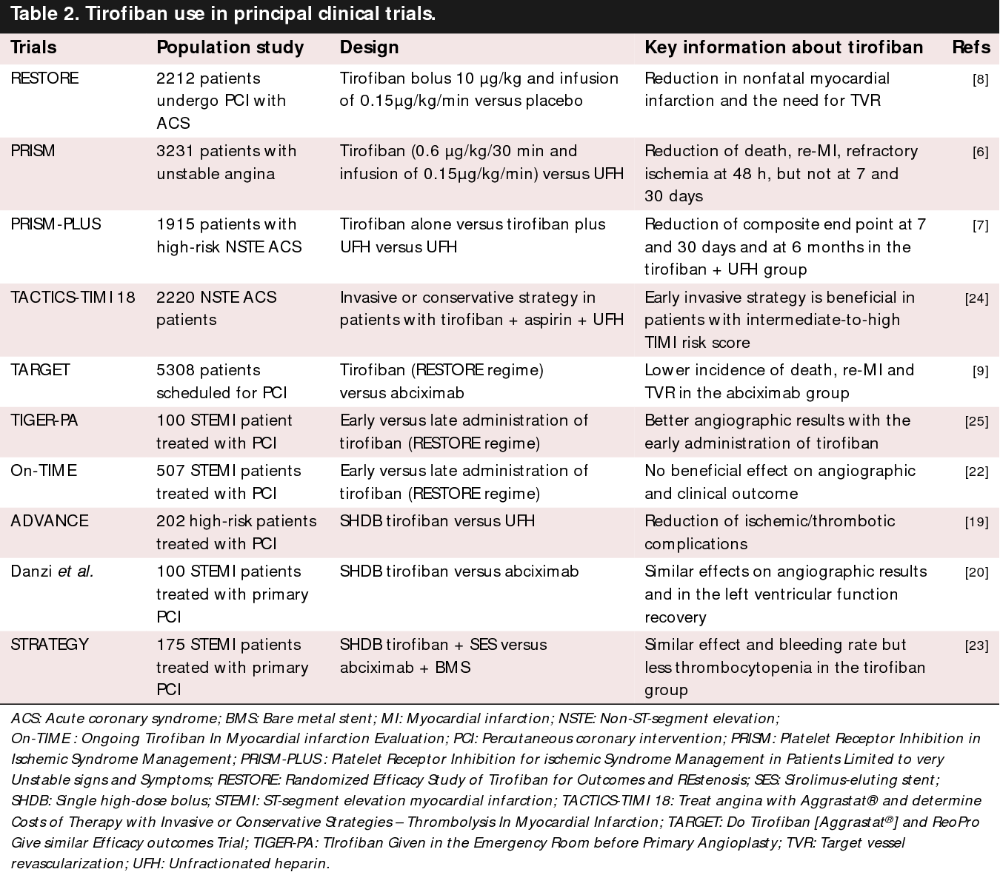 Table 2. Tirofiban use in principal clinical trials.
Trials Population study Design Key information about tirofiban Refs
RESTORE 2212 patients Tirofiban bolus 10 µg/kg and infusion Reduction in nonfatal myocardial [8]
undergo PCI with of 0.15µg/kg/min versus placebo infarction and the need for TVR
ACS
PRISM 3231 patients with Tirofiban (0.6 µg/kg/30 min and Reduction of death, re-MI, refractory [6]
unstable angina infusion of 0.15µg/kg/min) versus UFH ischemia at 48 h, but not at 7 and
30 days
PRISM-PLUS 1915 patients with Tirofiban alone versus tirofiban plus Reduction of composite end point at 7 [7]
high-risk NSTE ACS UFH versus UFH and 30 days and at 6 months in the
tirofiban + UFH group
TACTICS-TIMI 18 2220 NSTE ACS Invasive or conservative strategy in Early invasive strategy is beneficial in [24]
patients patients with tirofiban + aspirin + UFH patients with intermediate-to-high
TIMI risk score
TARGET 5308 patients Tirofiban (RESTORE regime) Lower incidence of death, re-MI and [9]
scheduled for PCI versus abciximab TVR in the abciximab group
TIGER-PA 100 STEMI patient Early versus late administration of Better angiographic results with the [25]
treated with PCI tirofiban (RESTORE regime) early administration of tirofiban
On-TIME 507 STEMI patients Early versus late administration of No beneficial effect on angiographic [22]
treated with PCI tirofiban (RESTORE regime) and clinical outcome
ADVANCE 202 high-risk patients SHDB tirofiban versus UFH Reduction of ischemic/thrombotic [19]
treated with PCI complications
Danzi et al. 100 STEMI patients SHDB tirofiban versus abciximab Similar effects on angiographic results [20]
treated with primary and in the left ventricular function
PCI recovery
STRATEGY 175 STEMI patients SHDB tirofiban + SES versus Similar effect and bleeding rate but [23]
treated with primary abciximab + BMS less thrombocytopenia in the tirofiban
PCI group
ACS: Acute coronary syndrome; BMS: Bare metal stent; MI: Myocardial infarction; NSTE: Non-ST-segment elevation;
On-TIME : Ongoing Tirofiban In Myocardial infarction Evaluation; PCI: Percutaneous coronary intervention; PRISM: Platelet Receptor Inhibition in
Ischemic Syndrome Management; PRISM-PLUS : Platelet Receptor Inhibition for ischemic Syndrome Management in Patients Limited to very
Unstable signs and Symptoms; RESTORE: Randomized Efficacy Study of Tirofiban for Outcomes and REstenosis; SES: Sirolimus-eluting stent;
SHDB: Single high-dose bolus; STEMI: ST-segment elevation myocardial infarction; TACTICS-TIMI 18: Treat angina with Aggrastat® and determine
Costs of Therapy with Invasive or Conservative Strategies – Thrombolysis In Myocardial Infarction; TARGET: Do Tirofiban [Aggrastat®] and ReoPro
Give similar Efficacy outcomes Trial; TIGER-PA: TIrofiban Given in the Emergency Room before Primary Angioplasty; TVR: Target vessel
revascularization; UFH: Unfractionated heparin.